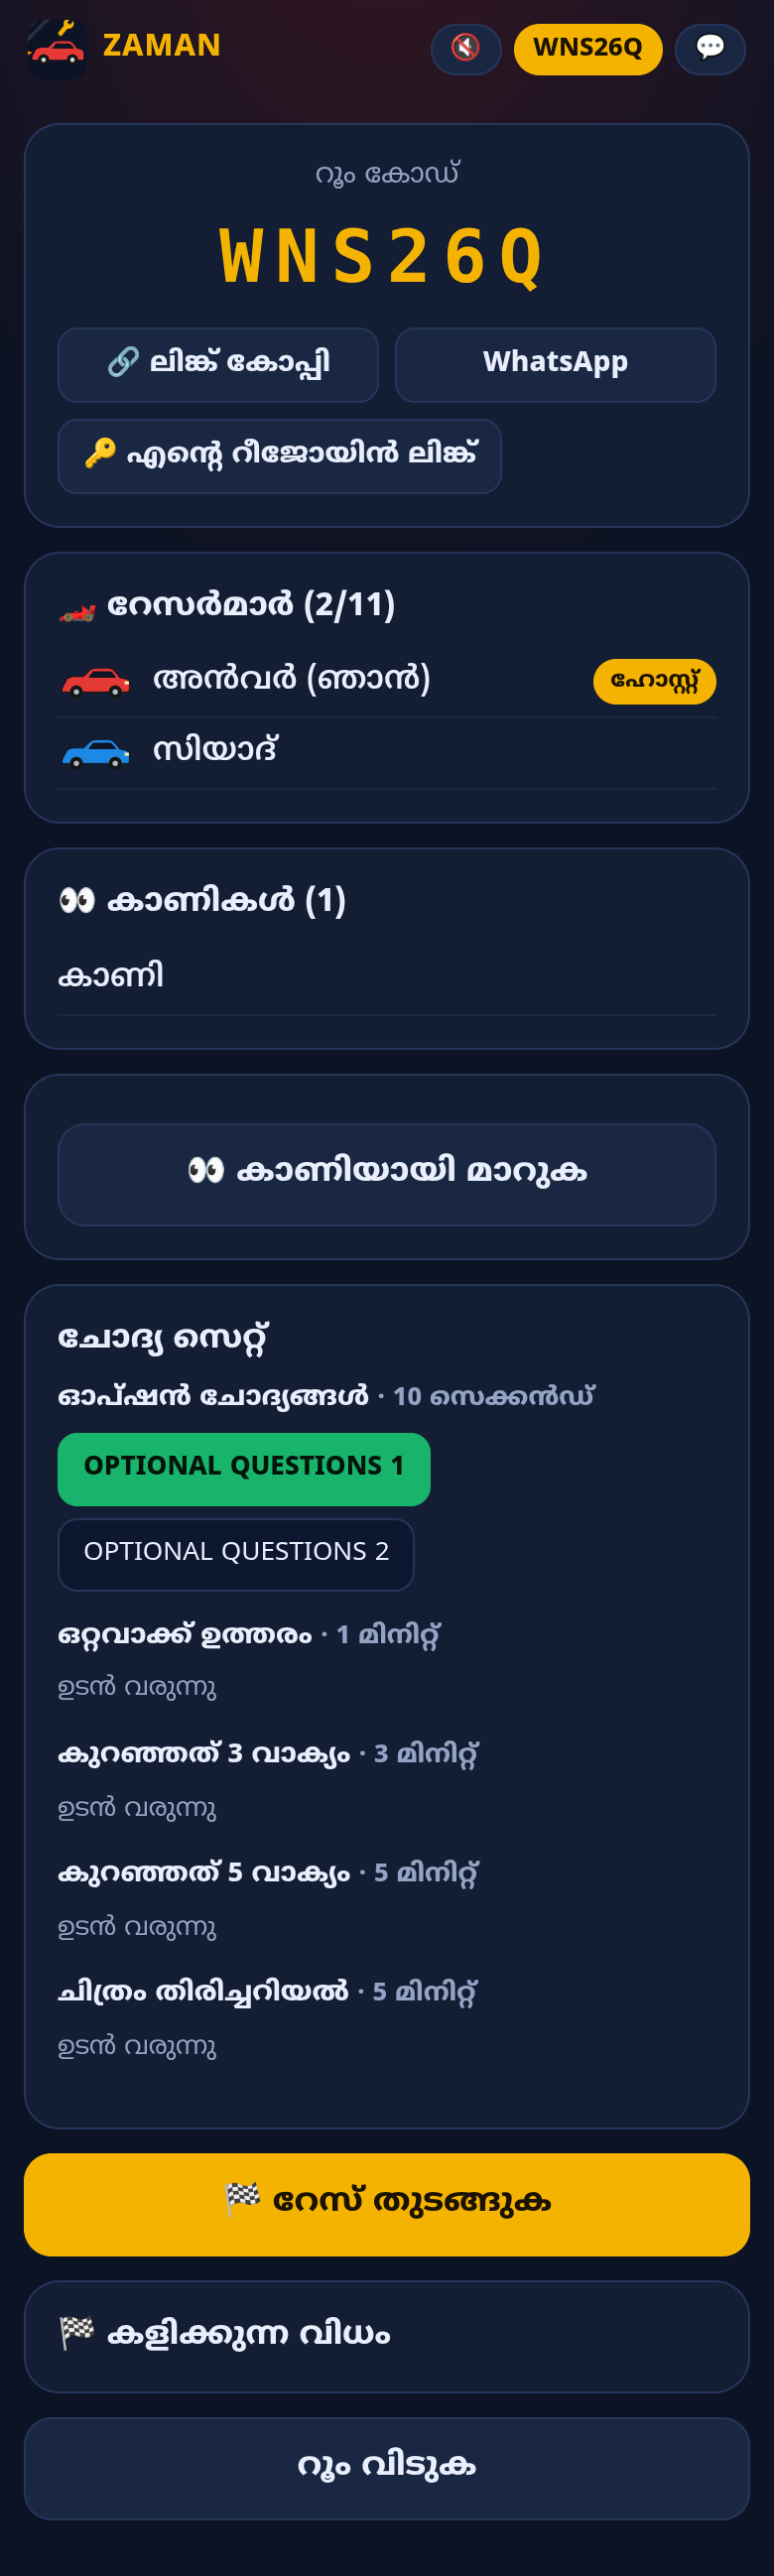 ZAMAN
WNS26Q
റൂം കോഡ്
WNS26Q
ലിങ്ക് കോപ്പി
WhatsApp
എന്റെ റീജോയിൻ ലിങ്ക്
റേസർമാർ (2/11)
അൻവർ (ഞാൻ)
ഹോസ്റ്റ്
സിയാദ്
കാണികൾ (1)
കാണി
കാണിയായി മാറുക
ചോദ്യ സെറ്റ്
ഓപ്ഷൻ ചോദ്യങ്ങൾ · 10 സെക്കൻഡ്
OPTIONAL QUESTIONS 1
OPTIONAL QUESTIONS 2
ഒറ്റവാക്ക് ഉത്തരം · 1 മിനിറ്റ്
ഉടൻ വരുന്നു
കുറഞ്ഞത് 3 വാക്യം · 3 മിനിറ്റ്
ഉടൻ വരുന്നു
കുറഞ്ഞത് 5 വാക്യം · 5 മിനിറ്റ്
ഉടൻ വരുന്നു
ചിത്രം തിരിച്ചറിയൽ · 5 മിനിറ്റ്
ഉടൻ വരുന്നു
റേസ് തുടങ്ങുക
കളിക്കുന്ന വിധം
റൂം വിടുക